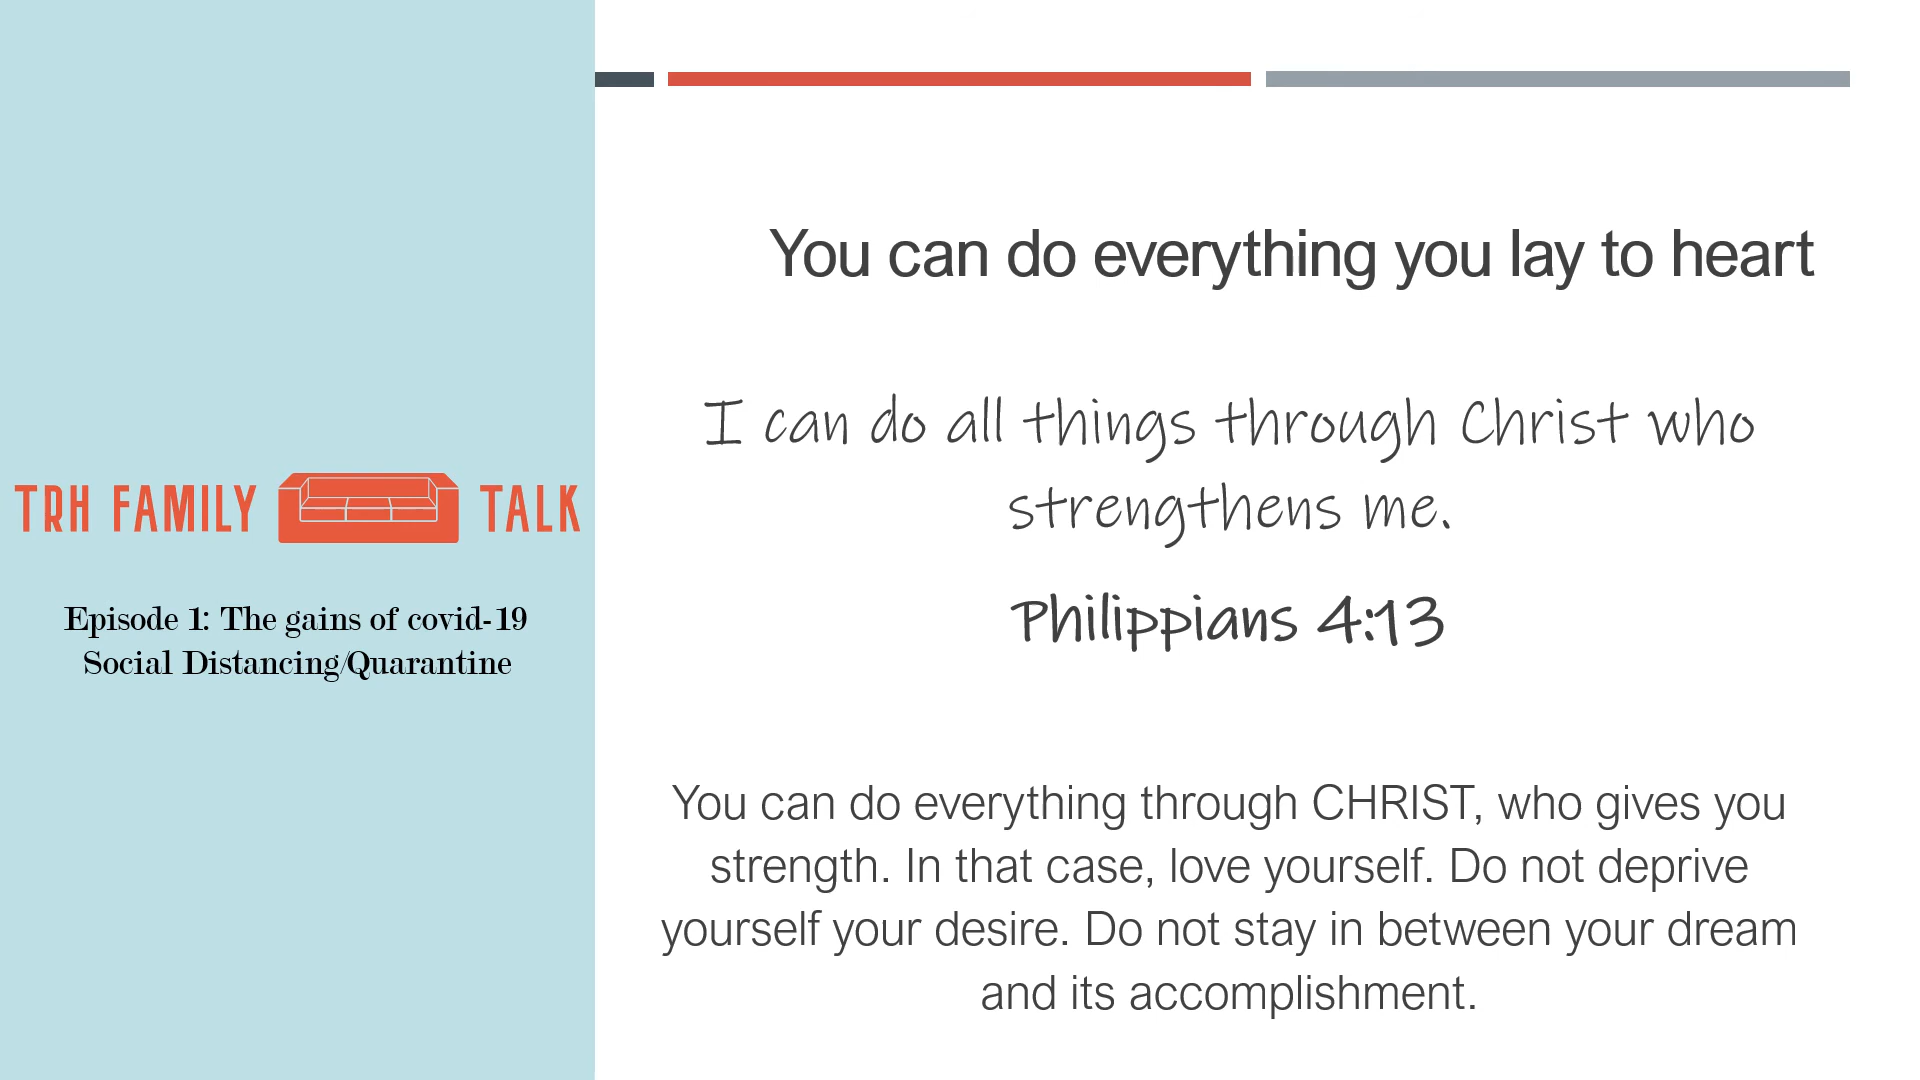 TRH FAMILY TALK
Episode 1: The gains of covid-19
Social Distancing/Quarantine
You can do everything you lay to heart
I can do all things through Christ who
strengthens me.
Philippians 4:13
You can do everything through CHRIST, who gives you
strength. In that case, love yourself. Do not deprive
yourself your desire. Do not stay in between your dream
and its accomplishment.